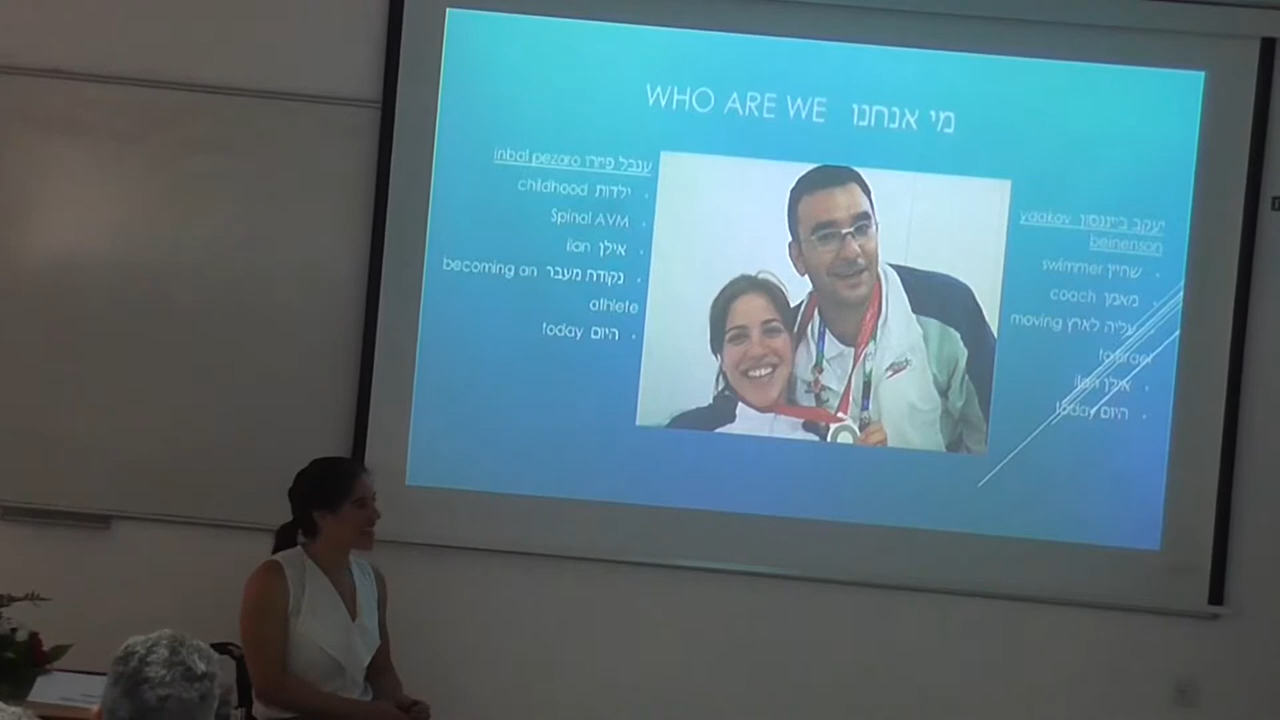 WHO ARE WE מי אנחנו
inbal pezaro ענבל פיזרו
childhood ילדות
Spinal AVM
ilan אילן
becoming an נקודת מעבר
athlete
today היום
yaakov יעקב ביינסון
beinenson
swimmer שחיין
coach מאמן
moving עליה לארץ
to Israel
ilan אילן
today היום